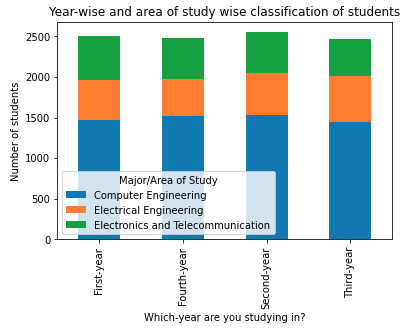 Year-wise and area of study wise classification of students
Number of students
2500
2000
1500
1000
500
0
Major/Area of Study
Computer Engineering
Electrical Engineering
Electronics and Telecommunication
First-year
Fourth-year
Second-year
Third-year
Which-year are you studying in?